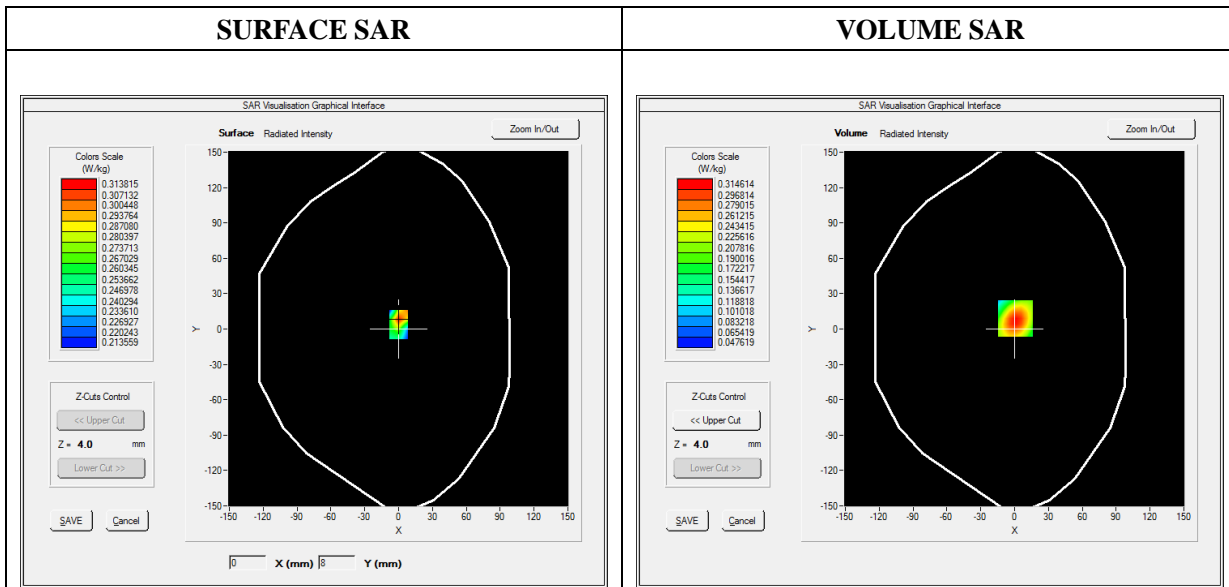 SURFACE SAR
SAR Visualisation Graphical Interface
Surface Radiated Intensity
Zoom In/Out
Colors Scale
(W/kg)
0.313815
0.307132
0.300448
0.293764
0.287080
0.280397
0.273713
0.267029
0.260345
0.253662
0.246978
0.240294
0.233610
0.226927
0.220243
0.213559
Z-Cuts Control
<< Upper Cut
Z = 4.0 mm
Lower Cut >>
SAVE Cancel
150
120
90
60
30
0
-30
-60
-90
-120
-150
Y
-150 -120 -90 -60 -30 0 30 60 90 120 150
X
0 X (mm) 8 Y (mm)
VOLUME SAR
SAR Visualisation Graphical Interface
Volume Radiated Intensity
Zoom In/Out
Colors Scale
(W/kg)
0.314614
0.296814
0.279015
0.261215
0.243415
0.225616
0.207816
0.190016
0.172217
0.154417
0.136617
0.118818
0.101018
0.083218
0.065419
0.047619
Z-Cuts Control
<< Upper Cut
Z = 4.0 mm
Lower Cut >>
SAVE Cancel
150
120
90
60
30
0
-30
-60
-90
-120
-150
Y
-150 -120 -90 -60 -30 0 30 60 90 120 150
X